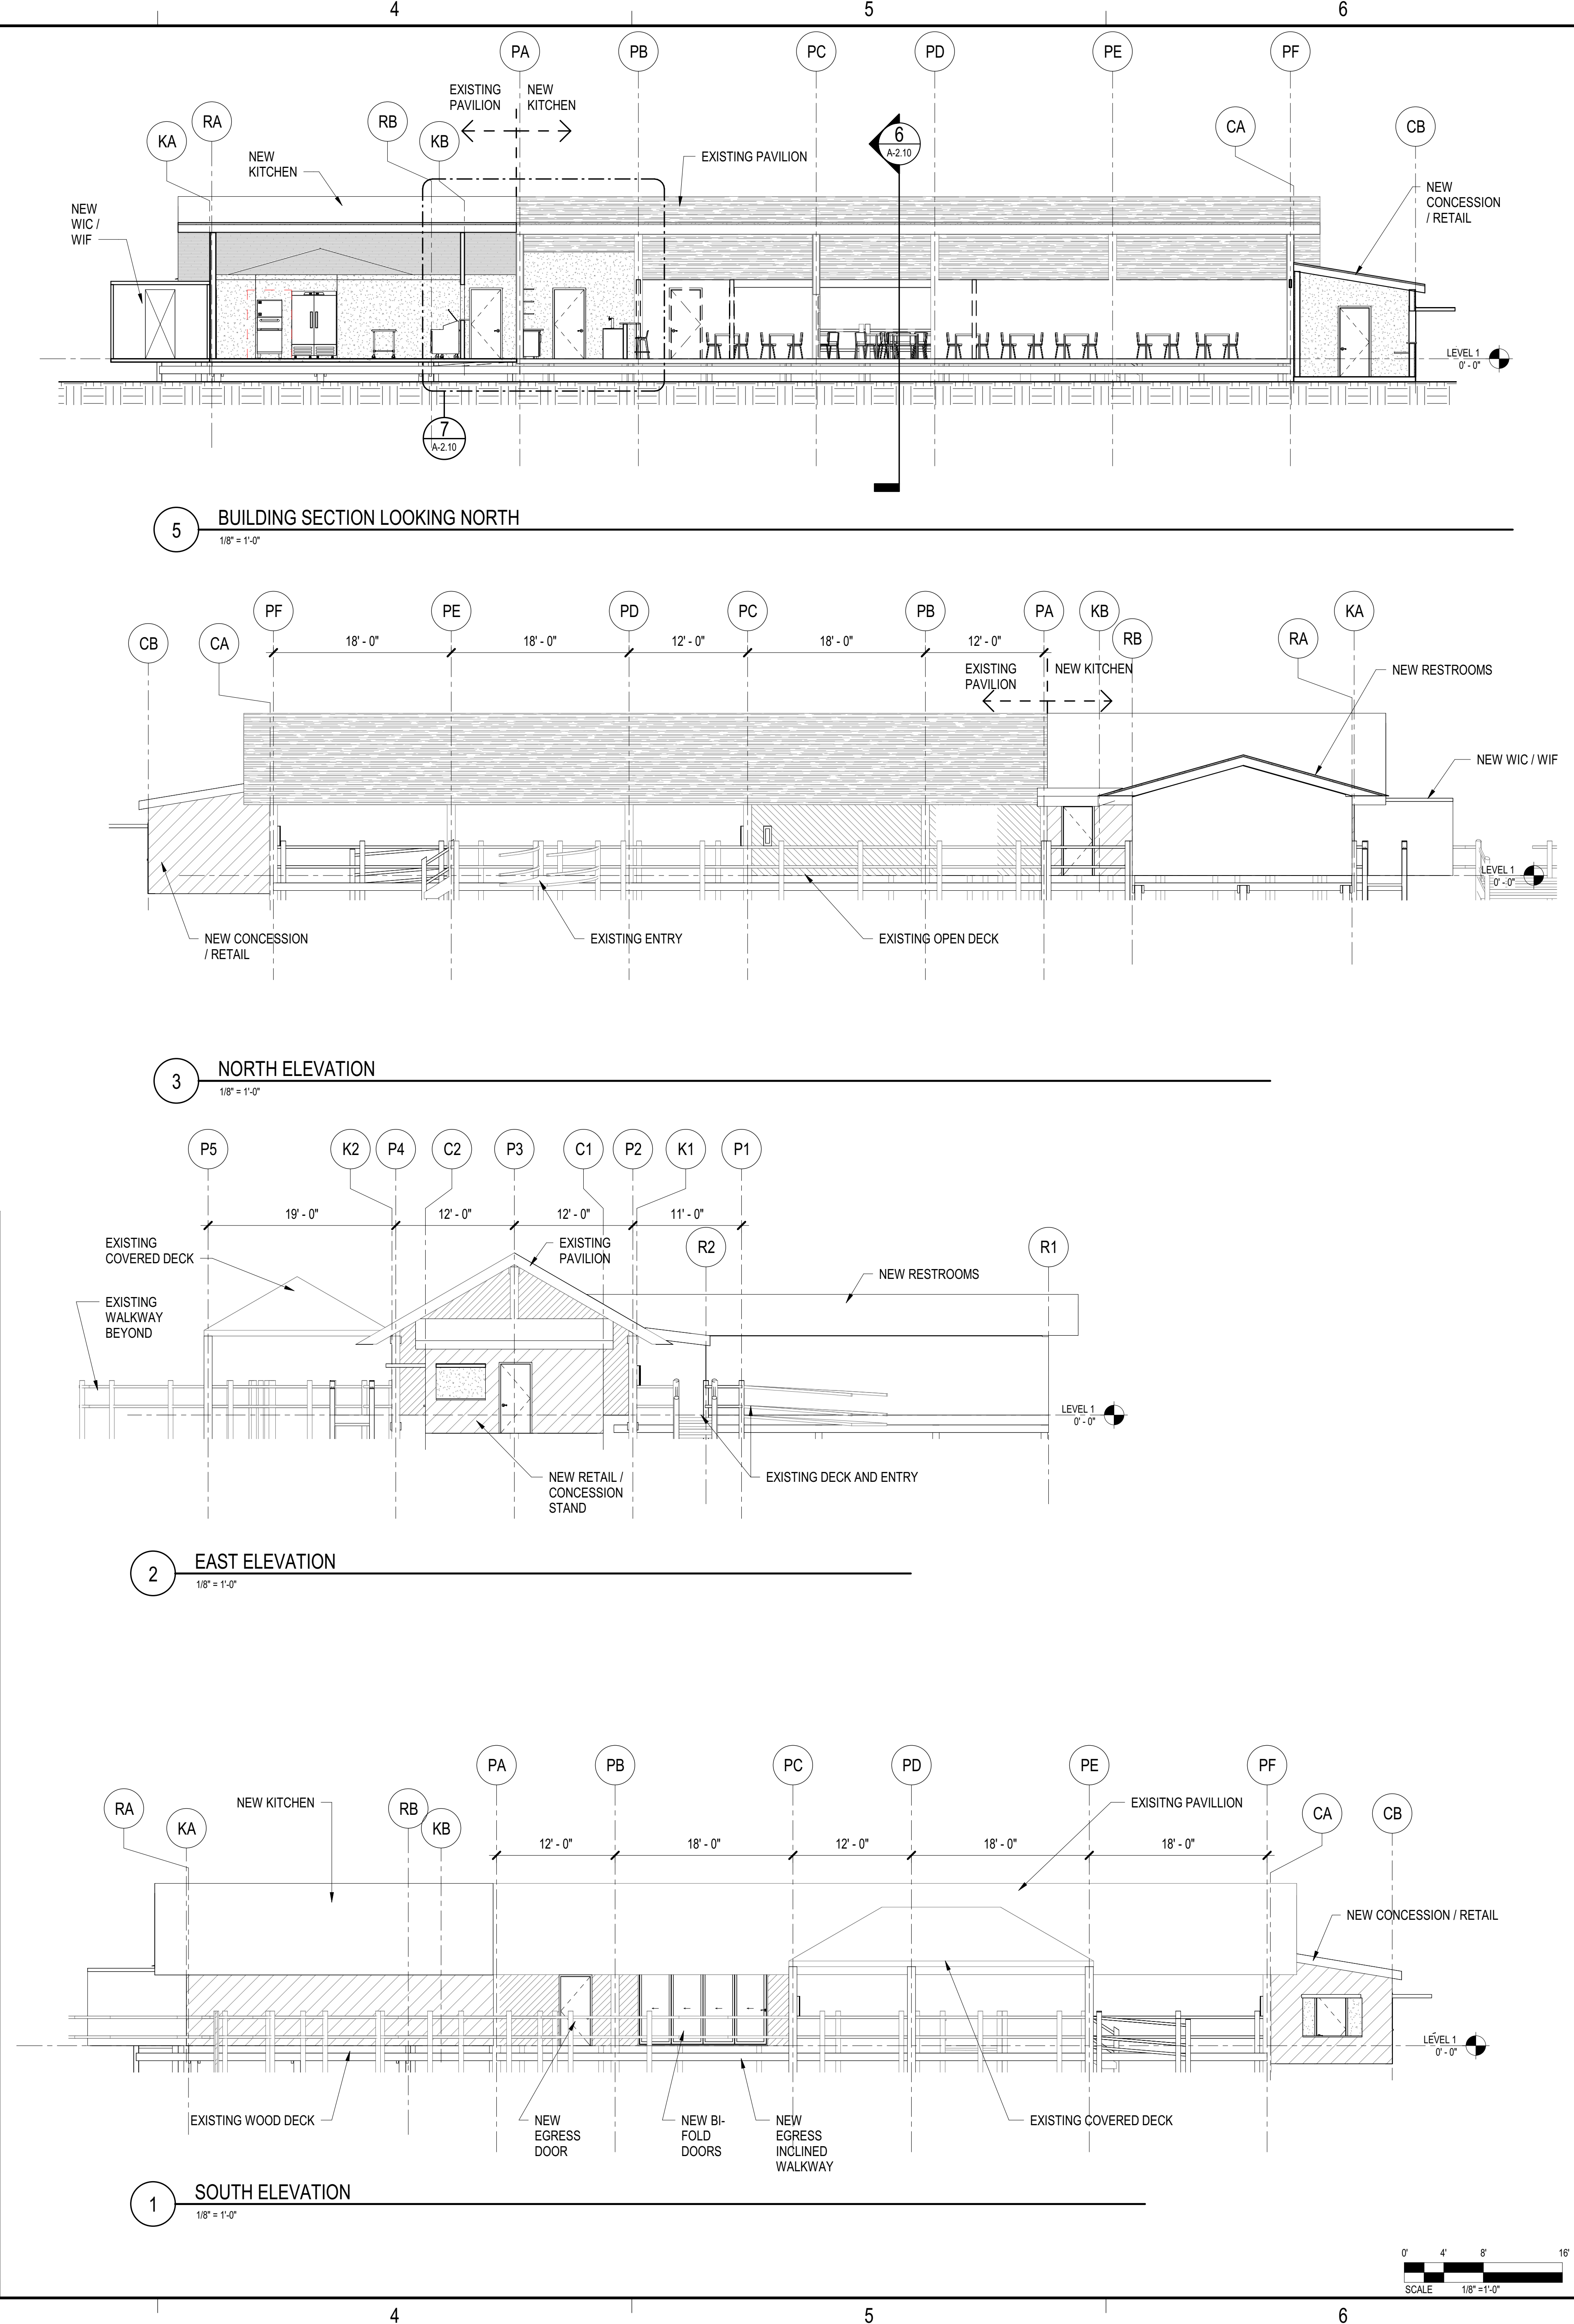 4
5
6
PA
PB
PC
PD
PE
PF
EXISTING
PAVILION
NEW
KITCHEN
KA
RA
RB
KB
6
A-2.10
CA
CB
NEW
KITCHEN
EXISTING PAVILION
NEW
WIC /
WIF
NEW
CONCESSION
/ RETAIL
LEVEL 1
0' - 0"
7
A-2.10
5
BUILDING SECTION LOOKING NORTH
1/8" = 1'-0"
PF
PE
PD
PC
PB
PA
KB
KA
CB
CA
RB
RA
18' - 0"
18' - 0"
12' - 0"
18' - 0"
12' - 0"
EXISTING
PAVILION
NEW KITCHEN
NEW RESTROOMS
NEW WIC / WIF
LEVEL 1
0' - 0"
NEW CONCESSION
/ RETAIL
EXISTING ENTRY
EXISTING OPEN DECK
3
NORTH ELEVATION
1/8" = 1'-0"
P5
K2
P4
C2
P3
C1
P2
K1
P1
19' - 0"
12' - 0"
12' - 0"
11' - 0"
R2
R1
EXISTING
COVERED DECK
EXISTING
PAVILION
NEW RESTROOMS
EXISTING
WALKWAY
BEYOND
LEVEL 1
0' - 0"
NEW RETAIL /
CONCESSION
STAND
EXISTING DECK AND ENTRY
2
EAST ELEVATION
1/8" = 1'-0"
PA
PB
PC
PD
PE
PF
RA
KA
NEW KITCHEN
RB
KB
EXISITNG PAVILLION
CA
CB
12' - 0"
18' - 0"
12' - 0"
18' - 0"
18' - 0"
NEW CONCESSION / RETAIL
LEVEL 1
0' - 0"
EXISTING WOOD DECK
NEW
EGRESS
DOOR
NEW BI-
FOLD
DOORS
NEW
EGRESS
INCLINED
WALKWAY
EXISTING COVERED DECK
1
SOUTH ELEVATION
1/8" = 1'-0"
0'
4'
8'
16'
SCALE
1/8" =1'-0"
4
5
6